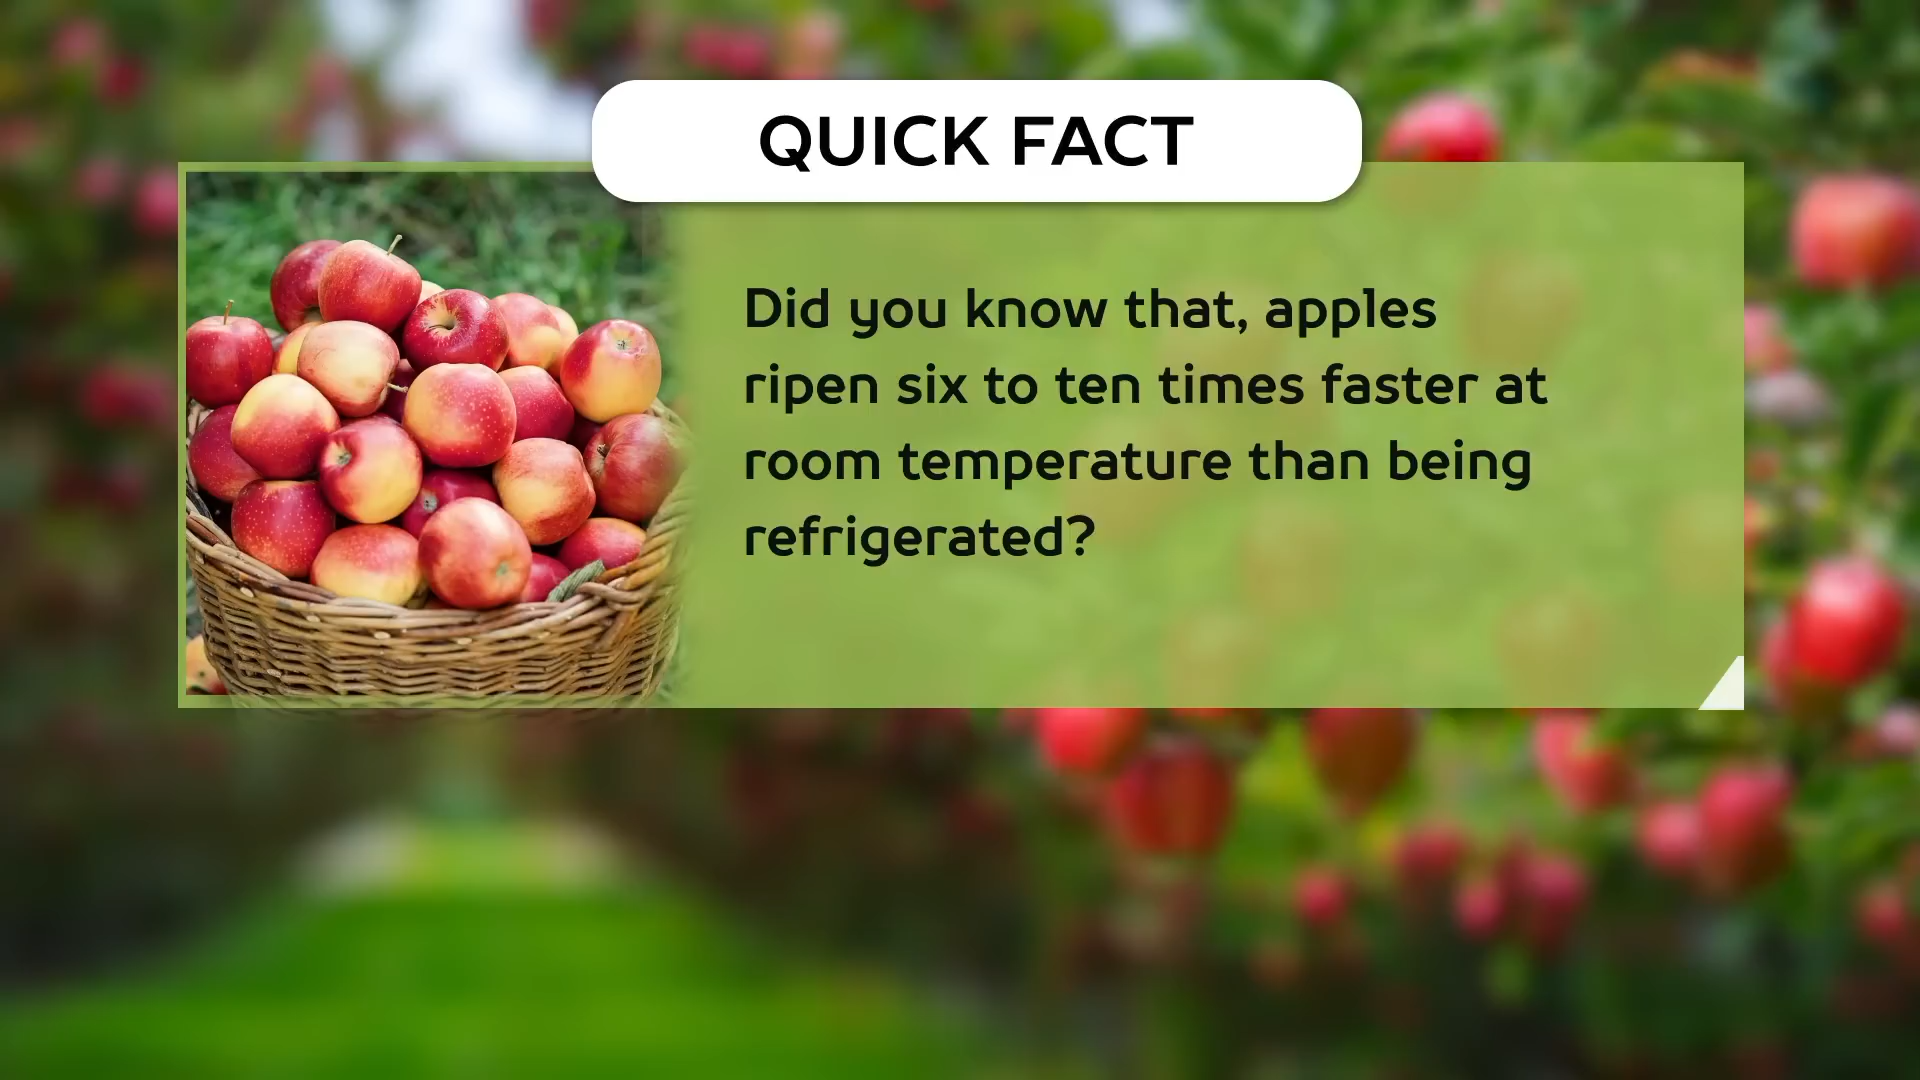 QUICK FACT
Did you know that, apples
ripen six to ten times faster at
room temperature than being
refrigerated?